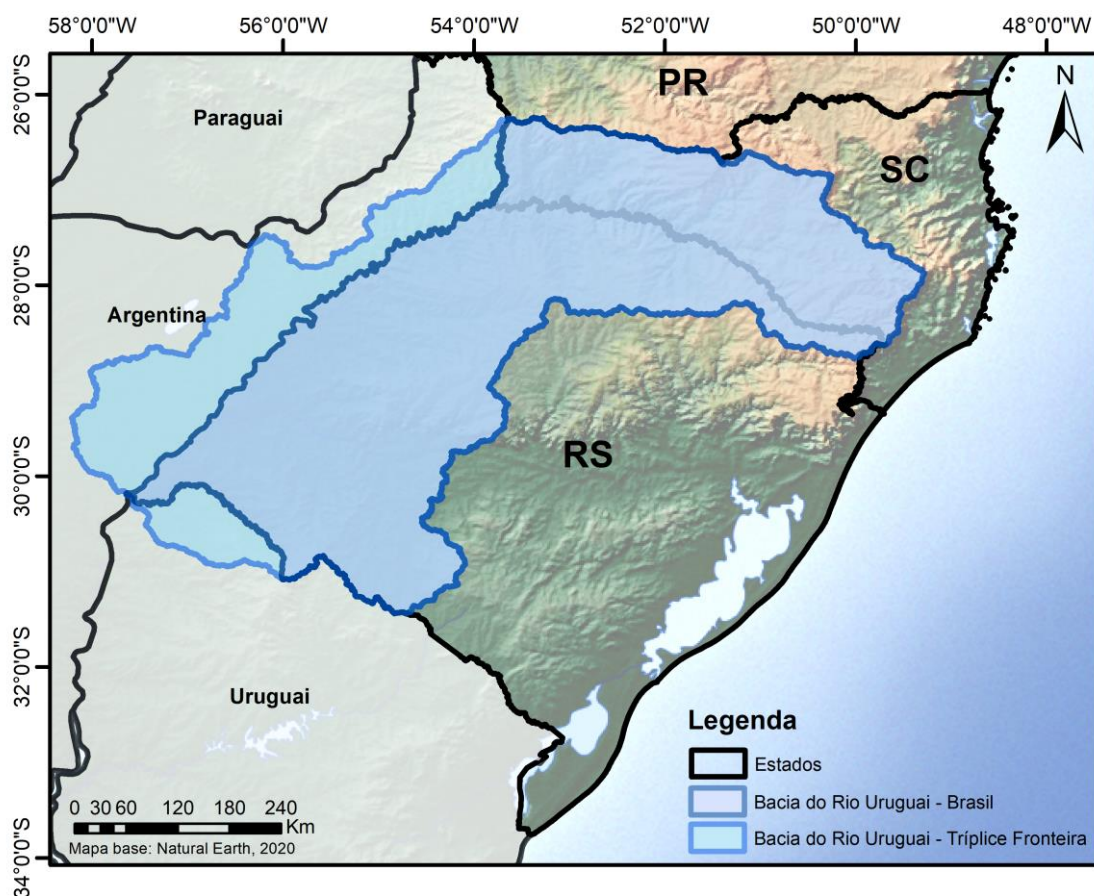 58°0'0"W 56°0'0"W 54°0'0"W 52°0'0"W 50°0'0"W 48°0'0"W
26°0'0"S
28°0'0"S
30°0'0"S
32°0'0"S
34°0'0"S
PR
N
Paraguai
SC
Argentina
RS
Uruguai
Legenda
Estados
Bacia do Rio Uruguai - Brasil
Bacia do Rio Uruguai - Tríplice Fronteira
0 30 60 120 180 240
Km
Mapa base: Natural Earth, 2020